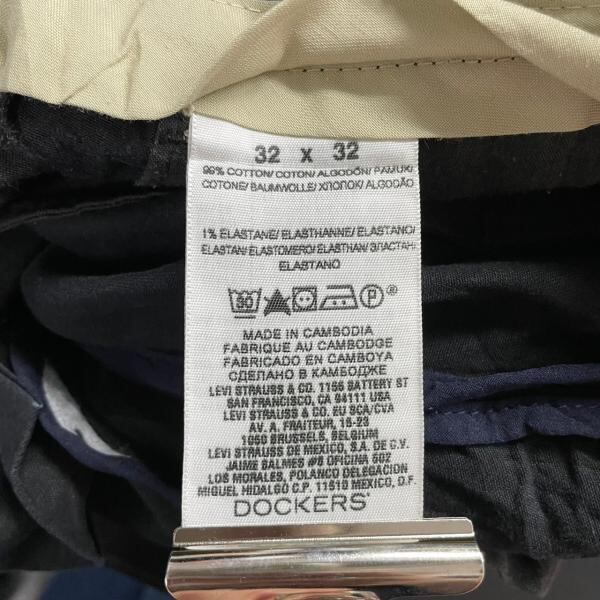 32 x 32
99% COTTON/ COTON/ ALGODÓN/ PAMUK/
COTONE/ BAUMWOLLE/ ХЛОПОК/ ALGODÃO
1% ELASTANE/ ELASTHANNE/ ELASTANO/
ELASTAN/ ELASTOMERO/ ELASTHAN/ ЭЛАСТАН/
ELASTANO
30 P
MADE IN CAMBODIA
FABRIQUE AU CAMBODGE
FABRICADO EN CAMBOYA
СДЕЛАНО В КАМБОДЖЕ
LEVI STRAUSS & CO. 1155 BATTERY ST
SAN FRANCISCO, CA 94111 USA
LEVI STRAUSS & CO. EU SCA/CVA
AV. A. FRAITEUR, 15-23
1050 BRUSSELS, BELGIUM
LEVI STRAUSS DE MEXICO, S.A. DE C.V.
JAIME BALMES #8 OFICINA 602
LOS MORALES, POLANCO DELEGACION
MIGUEL HIDALGO C.P. 11510 MEXICO, D.F.
DOCKERS®